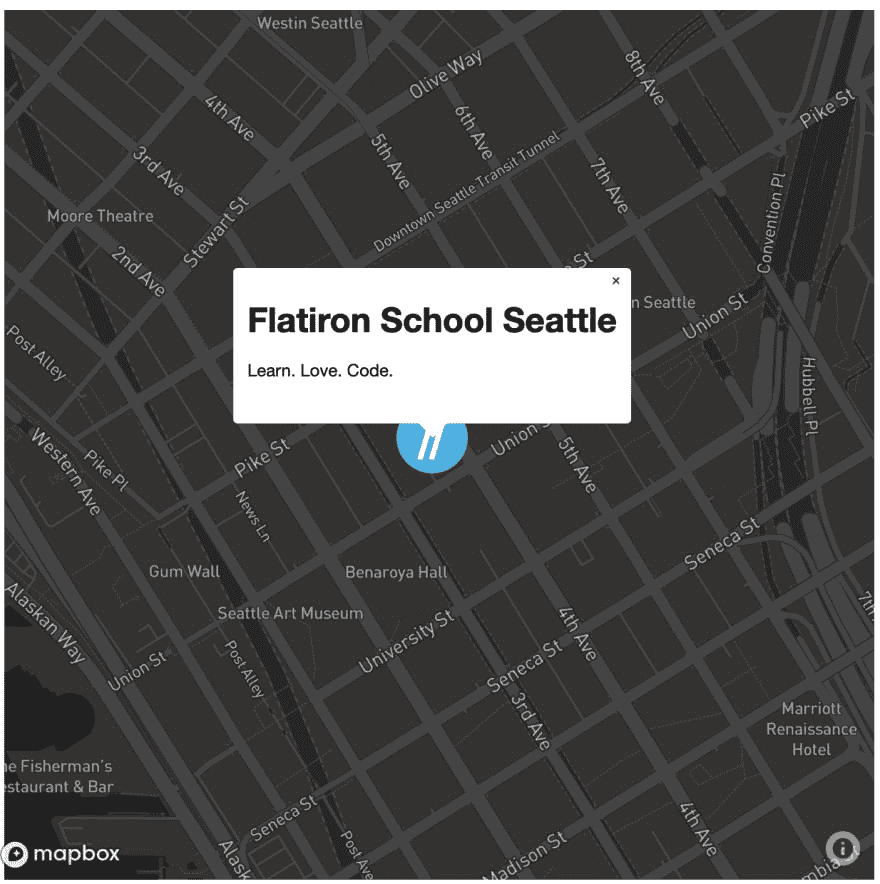 Westin Seattle
Olive Way
8th Ave
4th Ave
6th Ave
Pike St
5th Ave
3rd Ave
Downtown Seattle Transit Tunnel
7th Ave
Moore Theatre
Stewart St
Convention Pl
2nd Ave
St
×
n Seattle
Union St
Flatiron School Seattle
Learn. Love. Code.
Post Alley
Hubbell Pl
Union S
Pike St
5th Ave
Western Ave
Pike Pl
News Ln
Seneca St
Gum Wall
Benaroya Hall
Alaskan Way
Seattle Art Museum
7th
4th Ave
University St
Union St
Post Alley
Seneca St
3rd Ave
Marriott
Renaissance
Hotel
e Fisherman's
estaurant & Bar
Seneca St
4th Ave
Alask
Post Ave
Madison St
mbia
mapbox